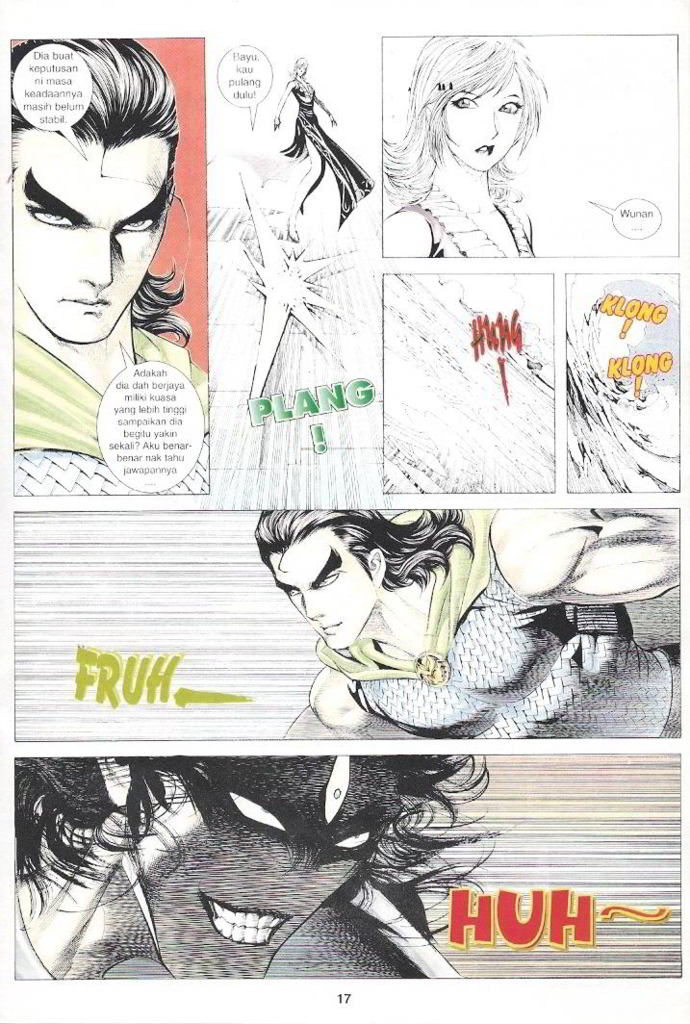 Dia buat
keputusan
ni masa
keadaannya
masih belum
stabil.
Adakah
dia dah berjaya
miliki kuasa
yang lebih tinggi
sampaikan dia
begitu yakin
sekali? Aku benar-
benar nak tahu
jawapannya
....
Bayu,
kau
pulang
dulu!
PLANG
!
Wunan
....
HUNG
!
KLONG
!
KLONG
!
FRUH
HUH~
17